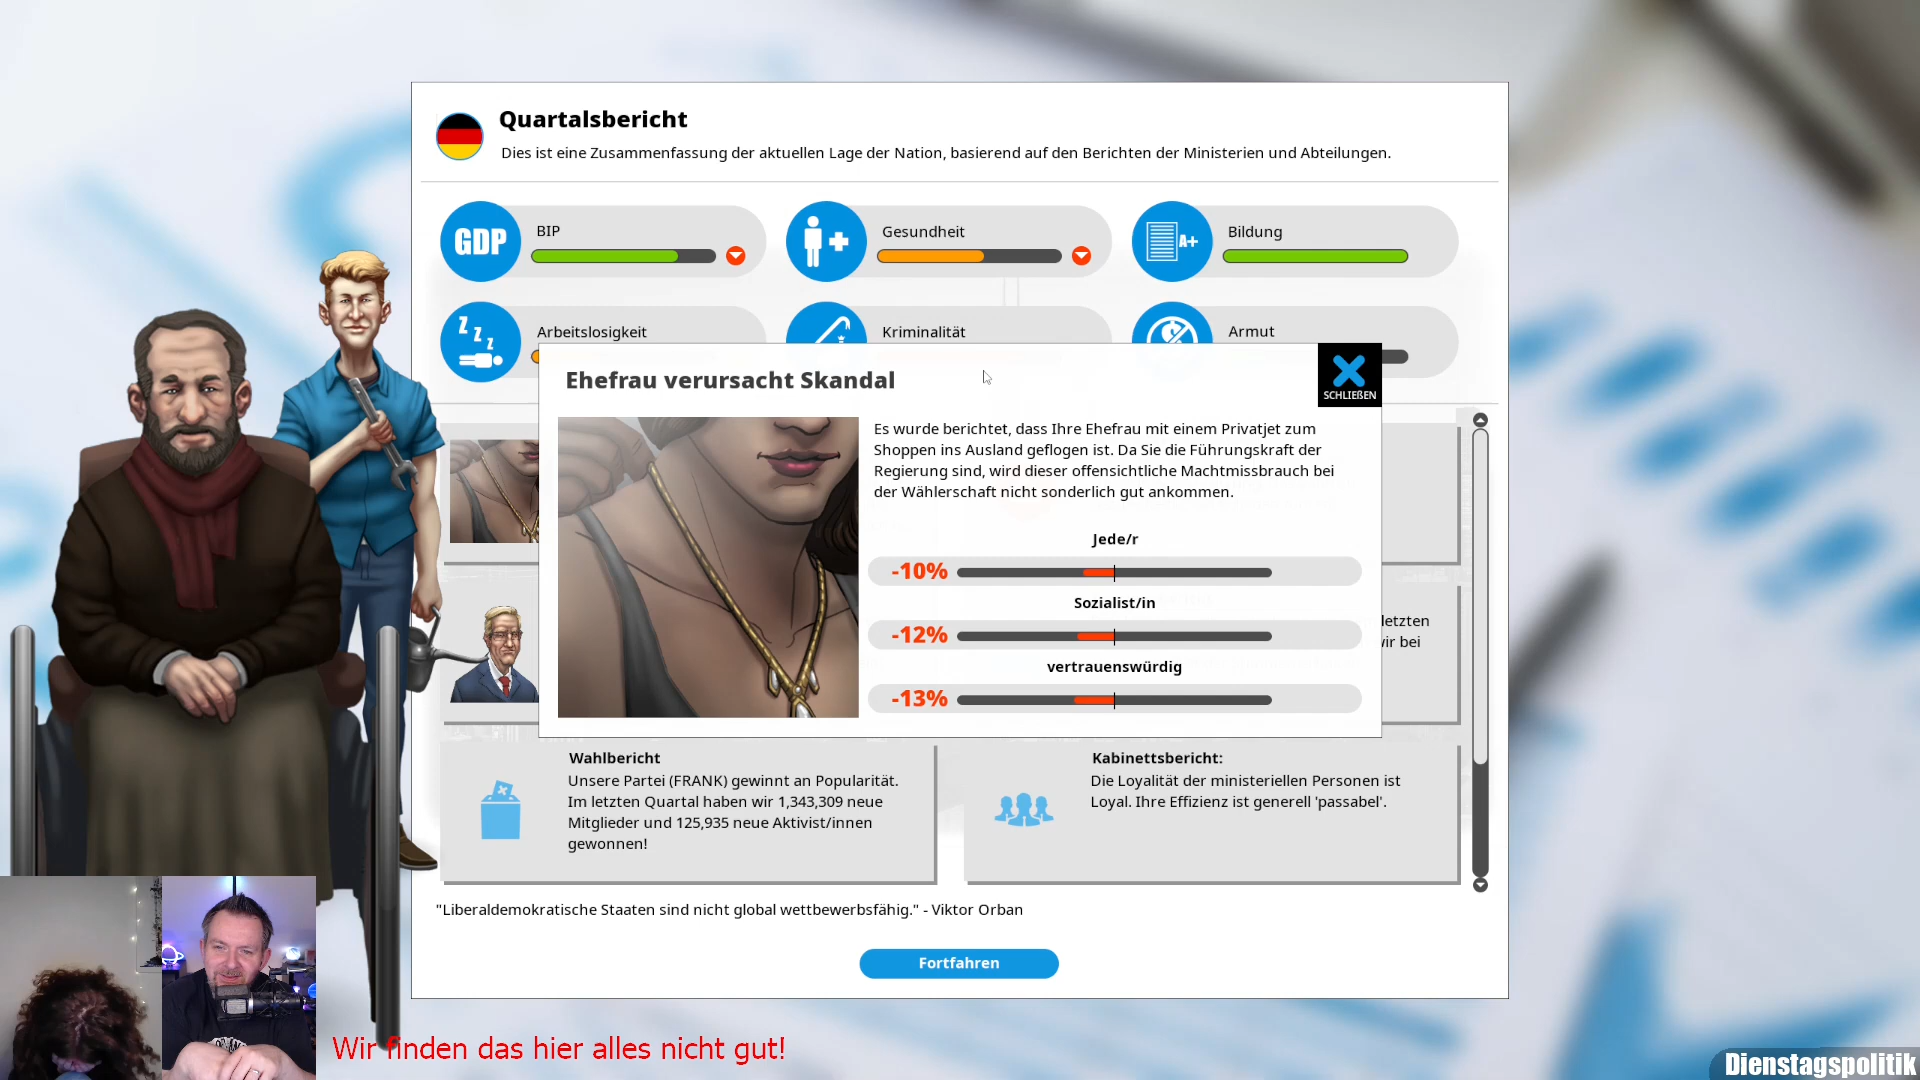 Quartalsbericht
Dies ist eine Zusammenfassung der aktuellen Lage der Nation, basierend auf den Berichten der Ministerien und Abteilungen.
GDP
BIP
Gesundheit
A+
Bildung
Z Z Z
Arbeitslosigkeit
Kriminalität
Armut
Ehefrau verursacht Skandal
SCHLIEẞEN
Es wurde berichtet, dass Ihre Ehefrau mit einem Privatjet zum
Shoppen ins Ausland geflogen ist. Da Sie die Führungskraft der
Regierung sind, wird dieser offensichtliche Machtmissbrauch bei
der Wählerschaft nicht sonderlich gut ankommen.
Jede/r
-10%
Sozialist/in
-12%
vertrauenswürdig
-13%
letzten
wir bei
Wahlbericht
Unsere Partei (FRANK) gewinnt an Popularität.
Im letzten Quartal haben wir 1,343,309 neue
Mitglieder und 125,935 neue Aktivist/innen
gewonnen!
Kabinettsbericht:
Die Loyalität der ministeriellen Personen ist
Loyal. Ihre Effizienz ist generell 'passabel'.
"Liberaldemokratische Staaten sind nicht global wettbewerbsfähig." - Viktor Orban
Fortfahren
Wir finden das hier alles nicht gut!
Dienstagspolitik